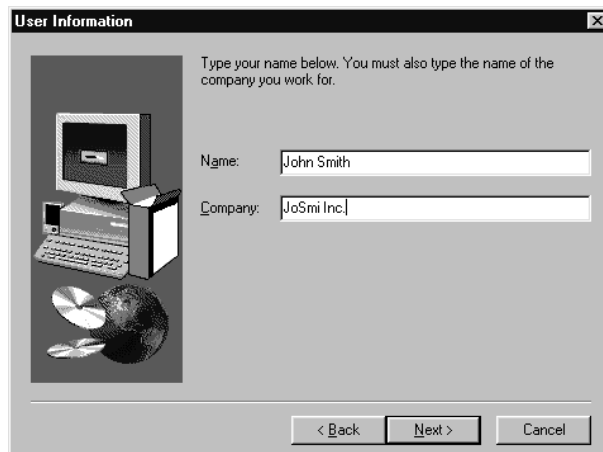 User Information
Type your name below. You must also type the name of the
company you work for.
Name: John Smith
Company: JoSmi Inc.
< Back Next > Cancel